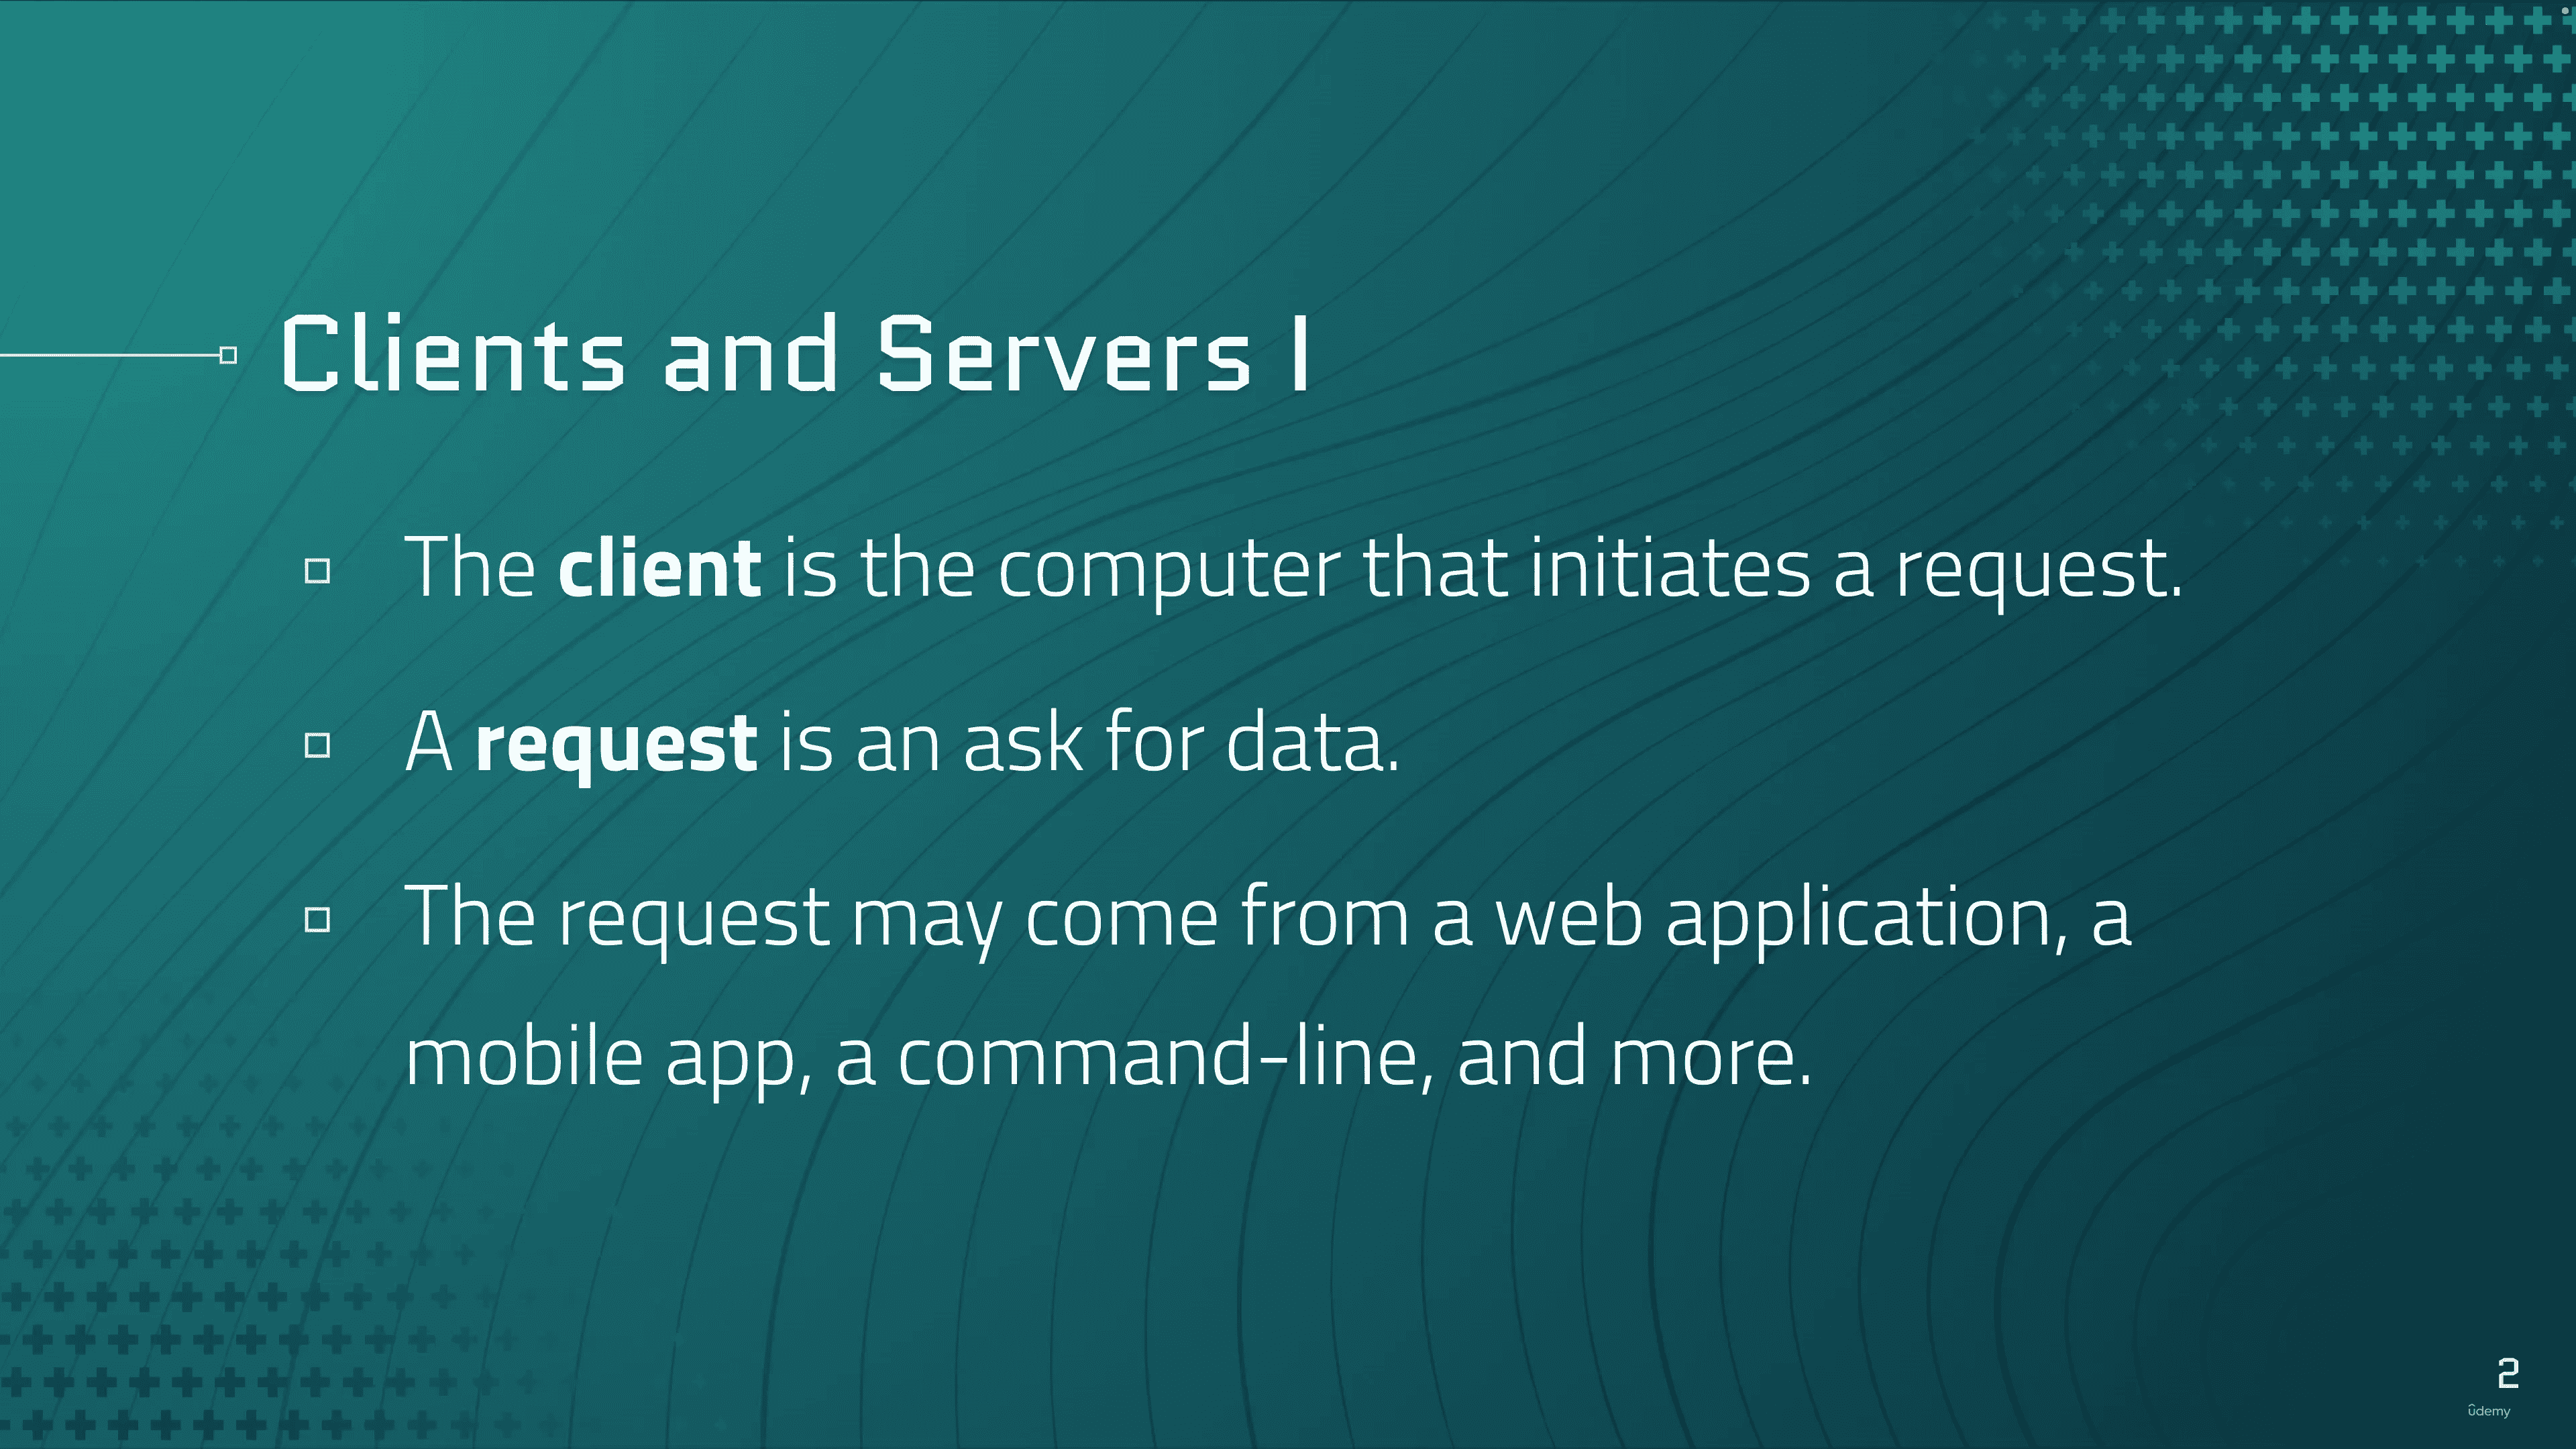 Clients and Servers I
The client is the computer that initiates a request.
A request is an ask for data.
The request may come from a web application, a
mobile app, a command-line, and more.
2
ûdemy